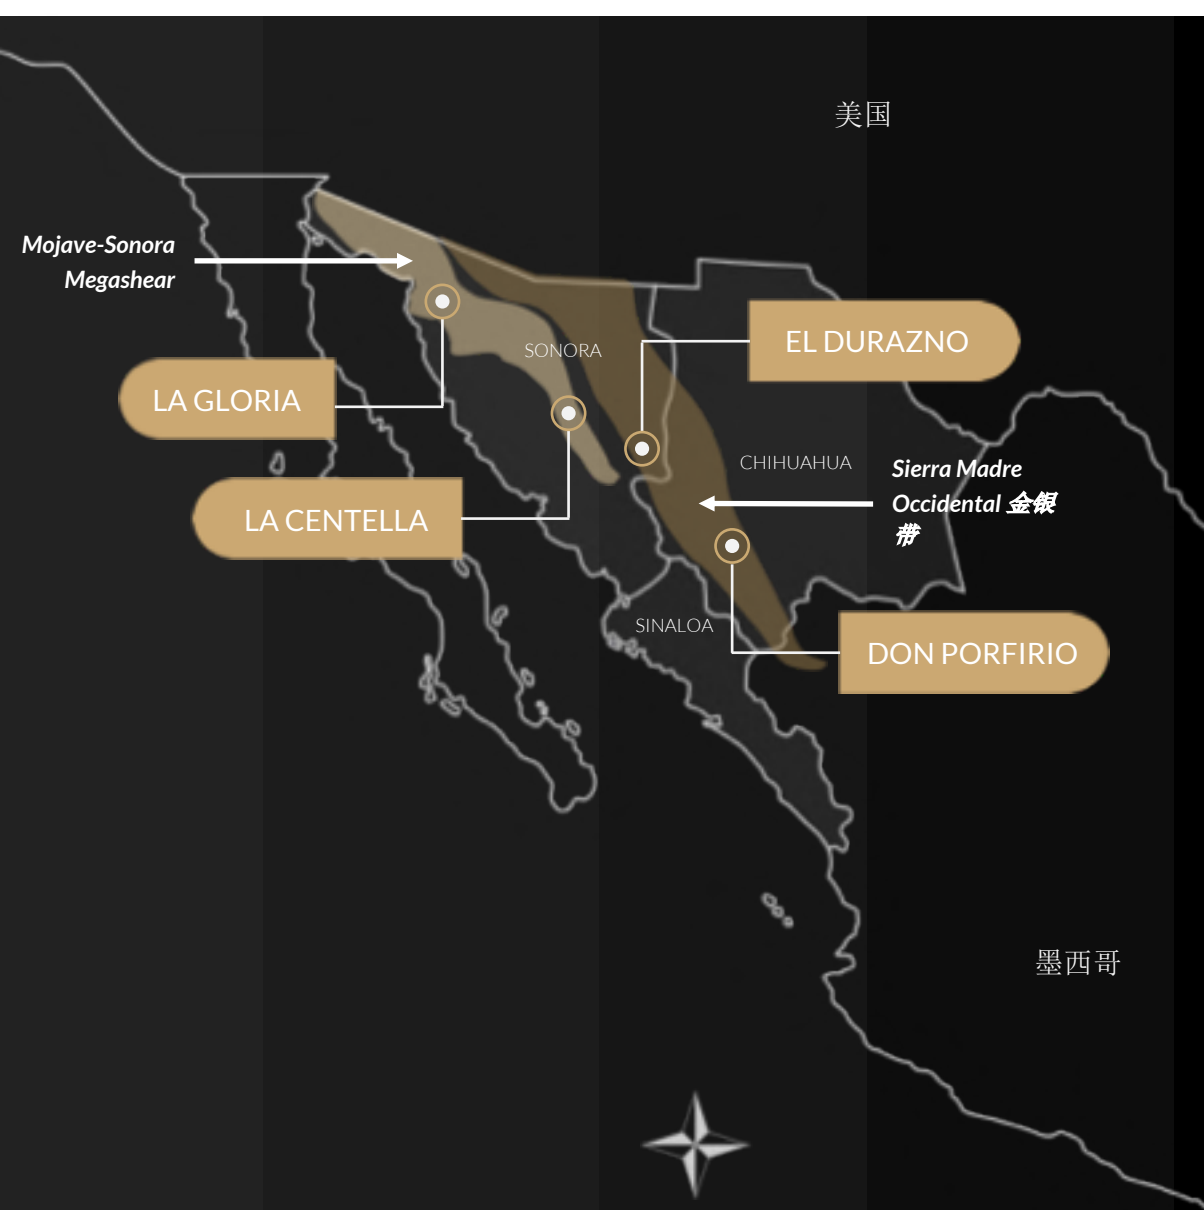 美国
Mojave-Sonora
Megashear
EL DURAZNO
SONORA
LA GLORIA
CHIHUAHUA
Sierra Madre
Occidental 金银
带
LA CENTELLA
SINALOA
DON PORFIRIO
墨西哥